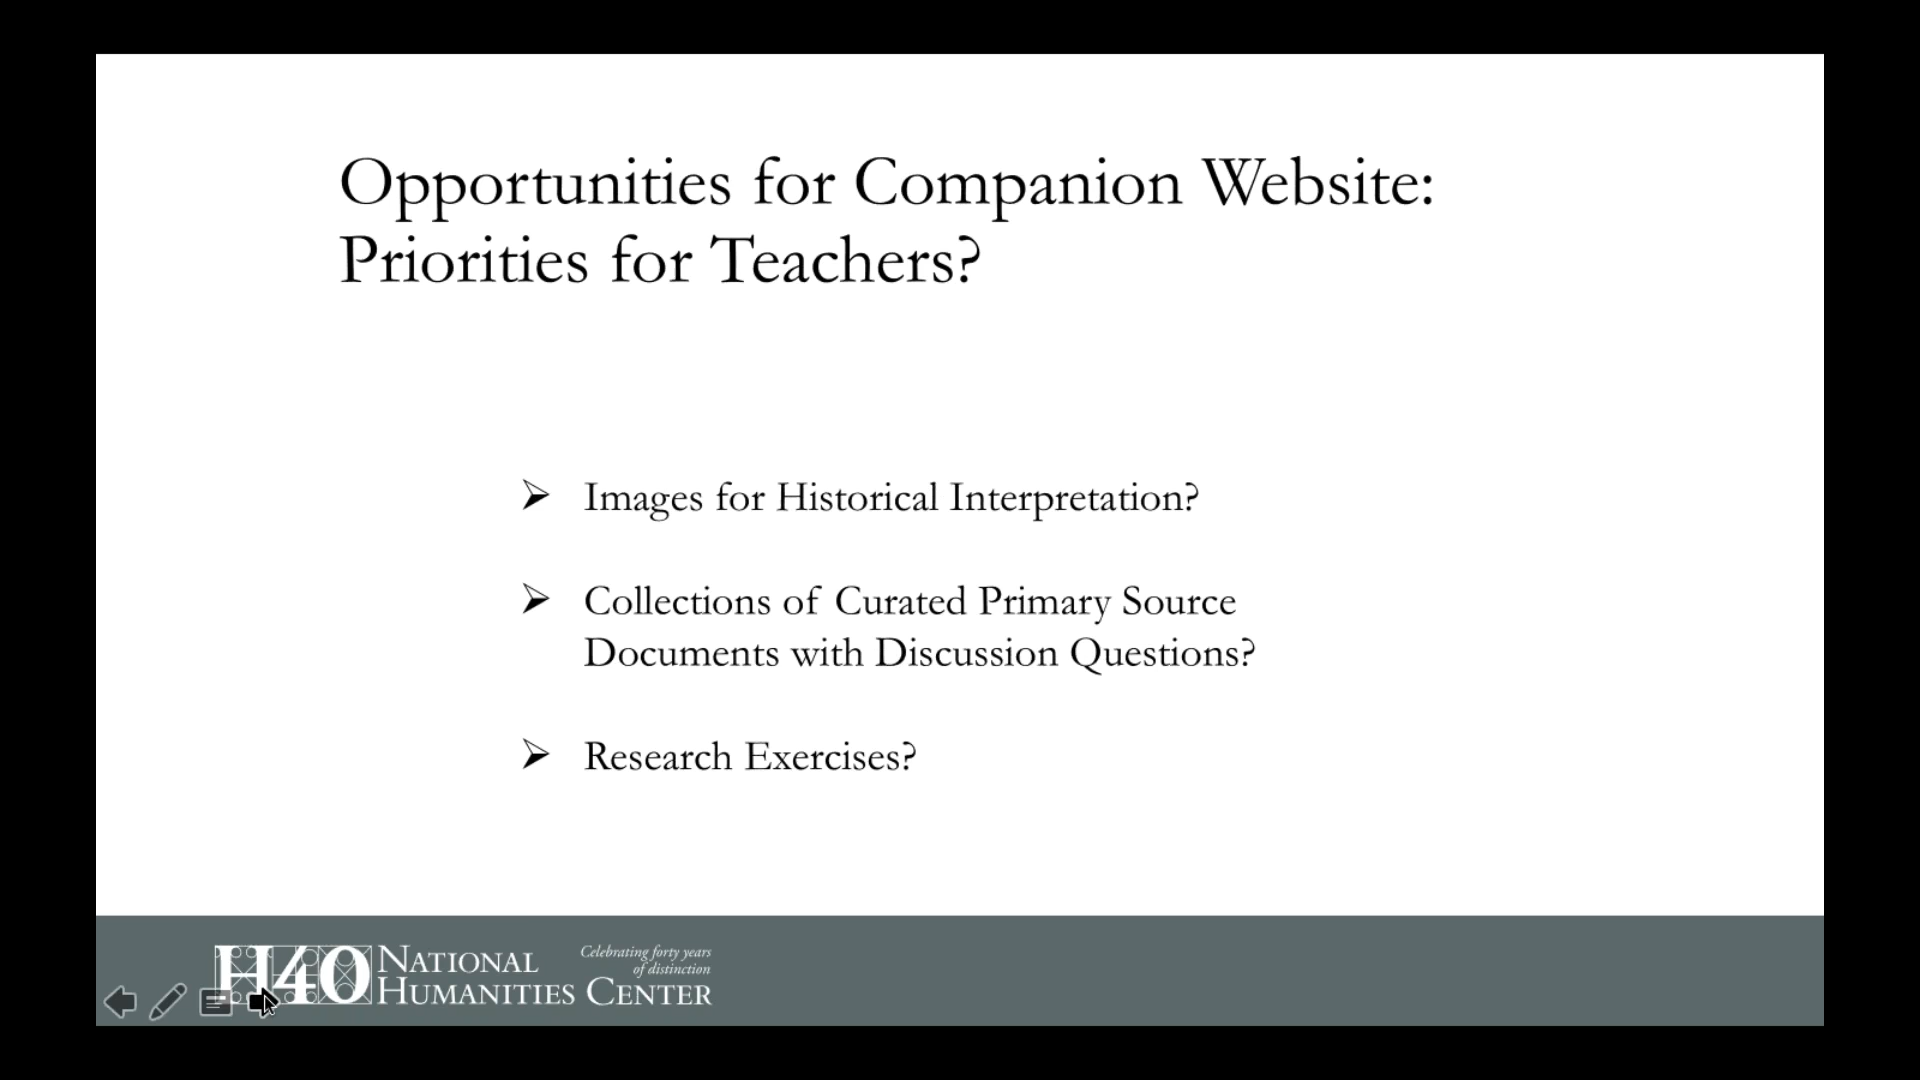 Opportunities for Companion Website:
Priorities for Teachers?
Images for Historical Interpretation?
Collections of Curated Primary Source
Documents with Discussion Questions?
Research Exercises?
H40
NATIONAL
HUMANITIES CENTER
Celebrating forty years
of distinction